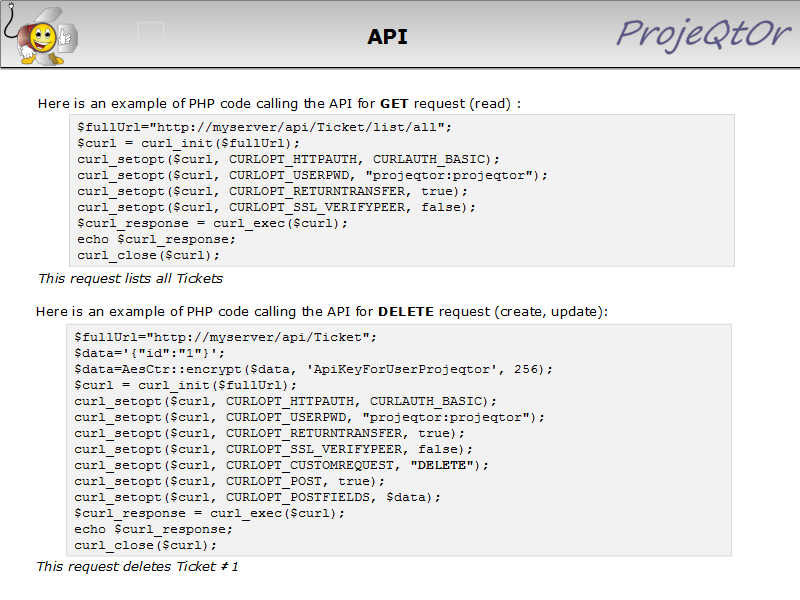 API
ProjeQtOr
Here is an example of PHP code calling the API for GET request (read) :
$fullUrl="http://myserver/api/Ticket/list/all";
$curl = curl_init($fullUrl);
curl_setopt($curl, CURLOPT_HTTPAUTH, CURLAUTH_BASIC);
curl_setopt($curl, CURLOPT_USERPWD, "projeqtor:projeqtor");
curl_setopt($curl, CURLOPT_RETURNTRANSFER, true);
curl_setopt($curl, CURLOPT_SSL_VERIFYPEER, false);
$curl_response = curl_exec($curl);
echo $curl_response;
curl_close($curl);
This request lists all Tickets
Here is an example of PHP code calling the API for DELETE request (create, update):
$fullUrl="http://myserver/api/Ticket";
$data='{"id":"1"}';
$data=AesCtr::encrypt($data, 'ApiKeyForUserProjeqtor', 256);
$curl = curl_init($fullUrl);
curl_setopt($curl, CURLOPT_HTTPAUTH, CURLAUTH_BASIC);
curl_setopt($curl, CURLOPT_USERPWD, "projeqtor:projeqtor");
curl_setopt($curl, CURLOPT_RETURNTRANSFER, true);
curl_setopt($curl, CURLOPT_SSL_VERIFYPEER, false);
curl_setopt($curl, CURLOPT_CUSTOMREQUEST, "DELETE");
curl_setopt($curl, CURLOPT_POST, true);
curl_setopt($curl, CURLOPT_POSTFIELDS, $data);
$curl_response = curl_exec($curl);
echo $curl_response;
curl_close($curl);
This request deletes Ticket #1